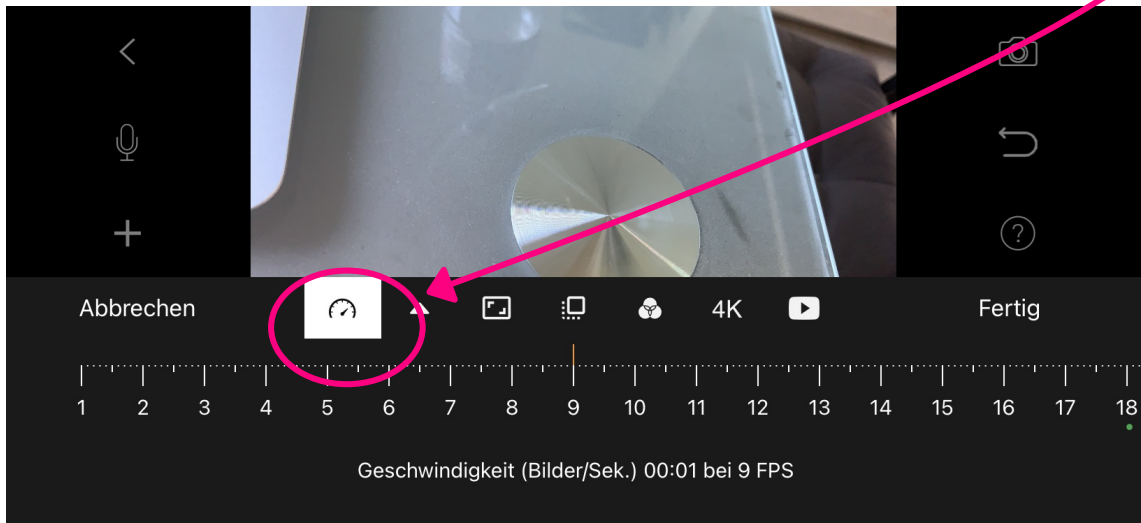 Abbrechen
4K
Fertig
1 2 3 4 5 6 7 8 9 10 11 12 13 14 15 16 17 18
Geschwindigkeit (Bilder/Sek.) 00:01 bei 9 FPS